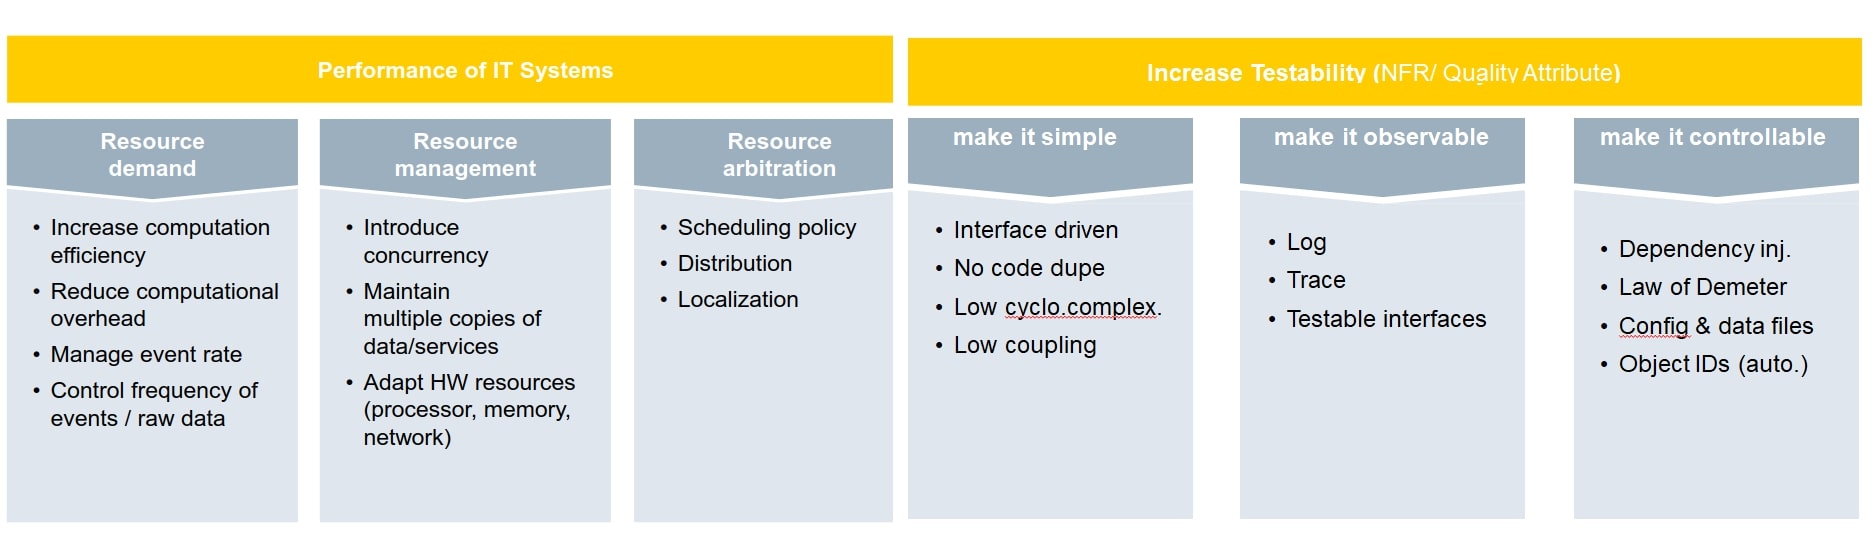 Performance of IT Systems
Resource
demand
• Increase computation
efficiency
• Reduce computational
overhead
• Manage event rate
• Control frequency of
events / raw data
Resource
management
• Introduce
concurrency
• Maintain
multiple copies of
data/services
• Adapt HW resources
(processor, memory,
network)
Resource
arbitration
• Scheduling policy
• Distribution
• Localization
Increase Testability (NFR/ Quality Attribute)
make it simple
• Interface driven
• No code dupe
• Low cyclo.complex.
• Low coupling
make it observable
• Log
• Trace
• Testable interfaces
make it controllable
• Dependency inj.
• Law of Demeter
• Config & data files
• Object IDs (auto.)